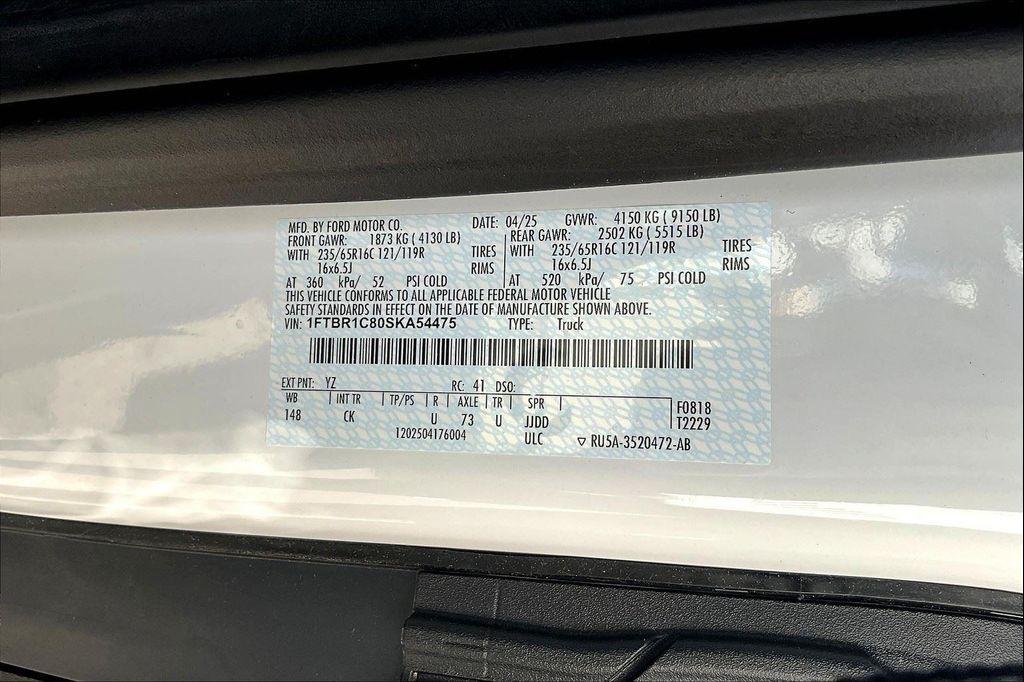 MFD. BY FORD MOTOR CO. DATE: 04/25 GVWR: 4150 KG ( 9150 LB)
FRONT GAWR: 1873 KG ( 4130 LB) REAR GAWR: 2502 KG ( 5515 LB)
WITH 235/65R16C 121/119R TIRES WITH 235/65R16C 121/119R TIRES
16x6.5J RIMS 16x6.5J RIMS
AT 360 kPa/ 52 PSI COLD AT 520 kPa/ 75 PSI COLD
THIS VEHICLE CONFORMS TO ALL APPLICABLE FEDERAL MOTOR VEHICLE
SAFETY STANDARDS IN EFFECT ON THE DATE OF MANUFACTURE SHOWN ABOVE.
VIN: 1FTBR1C80SKA54475 TYPE: Truck
EXT PNT: YZ RC: 41 DSO:
WB INT TR TP/PS R AXLE TR SPR F0818
148 CK U 73 U JJDD T2229
1202504176004 ULC ▽ RU5A-3520472-AB